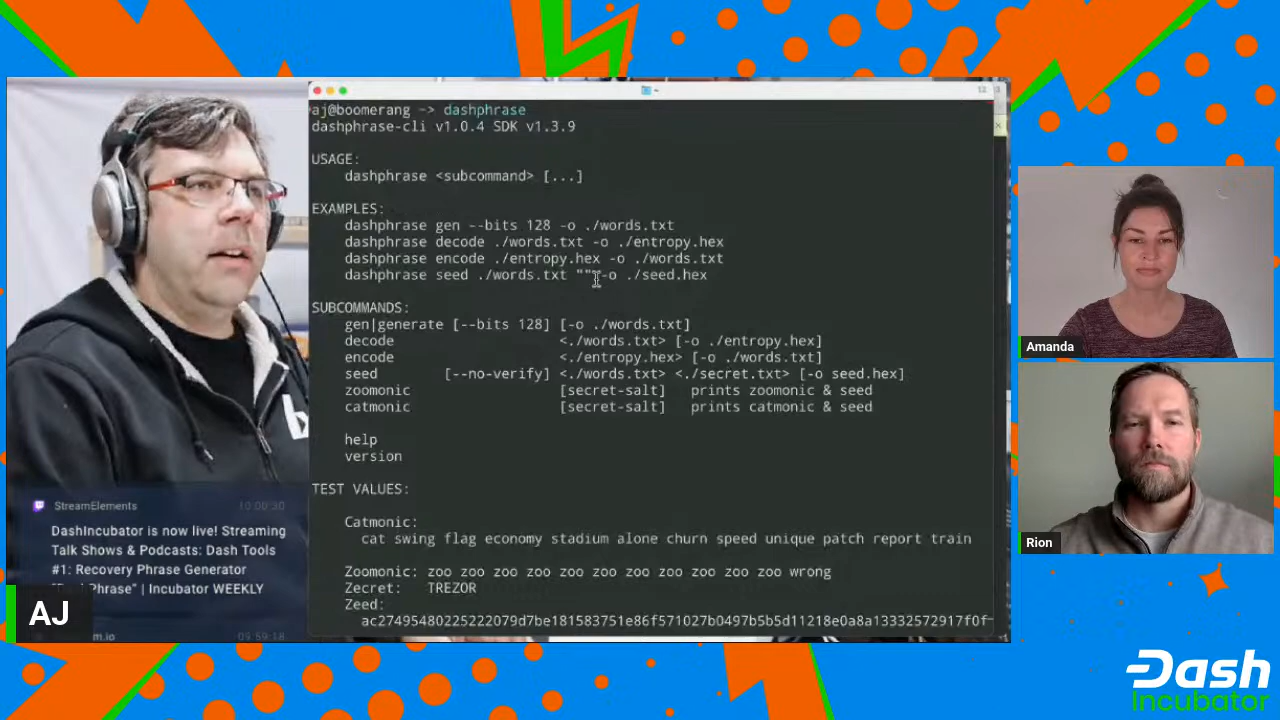 aj@boomerang ~> dashphrase
dashphrase-cli v1.0.4 SDK v1.3.9
USAGE:
dashphrase <subcommand> [...]
EXAMPLES:
dashphrase gen --bits 128 -o ./words.txt
dashphrase decode ./words.txt -o ./entropy.hex
dashphrase encode ./entropy.hex -o ./words.txt
dashphrase seed ./words.txt "" -o ./seed.hex
SUBCOMMANDS:
gen|generate [--bits 128] [-o ./words.txt]
decode <./words.txt> [-o ./entropy.hex]
encode <./entropy.hex> [-o ./words.txt]
seed [--no-verify] <./words.txt> <./secret.txt> [-o seed.hex]
zoomonic [secret-salt] prints zoomonic & seed
catmonic [secret-salt] prints catmonic & seed
help
version
TEST VALUES:
Catmonic:
cat swing flag economy stadium alone churn speed unique patch report train
Zoomonic: zoo zoo zoo zoo zoo zoo zoo zoo zoo zoo zoo wrong
Zecret: TREZOR
Zeed:
ac27495480225222079d7be181583751e86f571027b0497b5b5d11218e0a8a13332572917f0f
StreamElements 10:00:30
DashIncubator is now live! Streaming
Talk Shows & Podcasts: Dash Tools
#1: Recovery Phrase Generator
Phrase" | Incubator WEEKLY
09:59:18
AJ
Amanda
Rion
Dash
Incubator